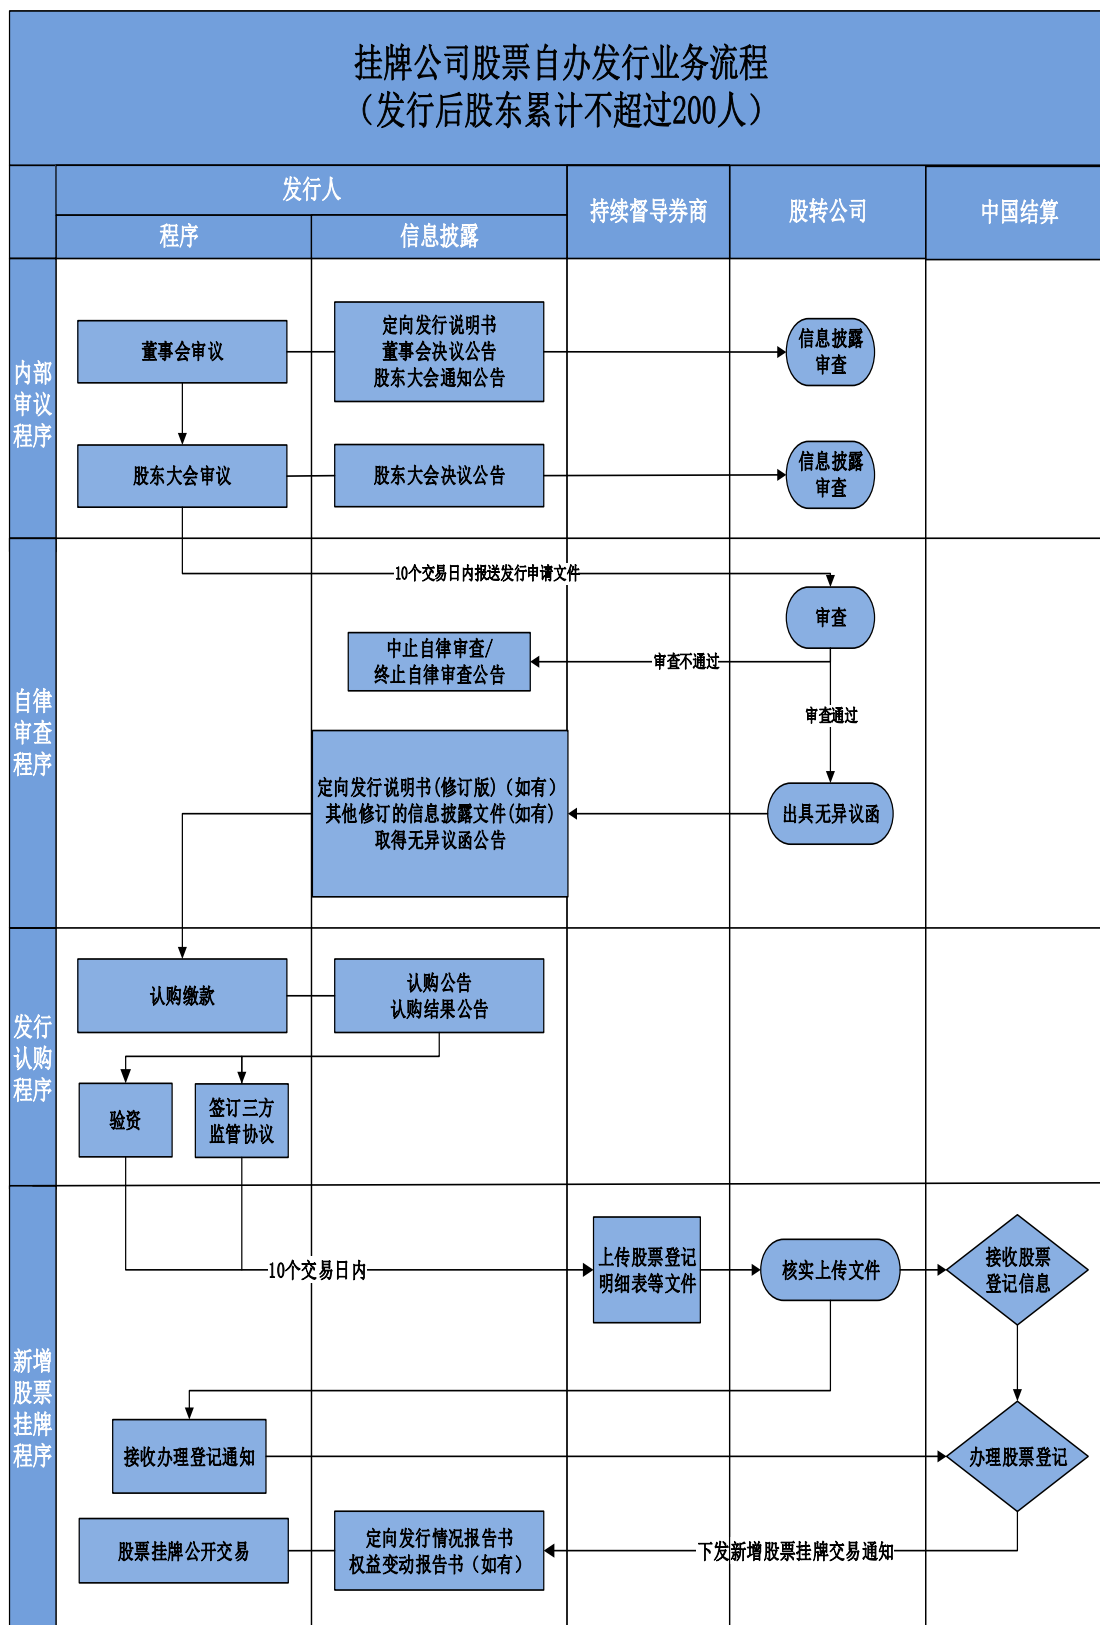 挂牌公司股票自办发行业务流程
（发行后股东累计不超过200人）
发行人
持续督导券商
股转公司
中国结算
程序
信息披露
内部
审议
程序
董事会审议
定向发行说明书
董事会决议公告
股东大会通知公告
信息披露
审查
股东大会审议
股东大会决议公告
信息披露
审查
自律
审查
程序
10个交易日内报送发行申请文件
审查
中止自律审查/
终止自律审查公告
审查不通过
审查通过
定向发行说明书(修订版)（如有）
其他修订的信息披露文件(如有)
取得无异议函公告
出具无异议函
发行
认购
程序
认购缴款
认购公告
认购结果公告
验资
签订三方
监管协议
新增
股票
挂牌
程序
10个交易日内
上传股票登记
明细表等文件
核实上传文件
接收股票
登记信息
接收办理登记通知
办理股票登记
股票挂牌公开交易
定向发行情况报告书
权益变动报告书（如有）
下发新增股票挂牌交易通知